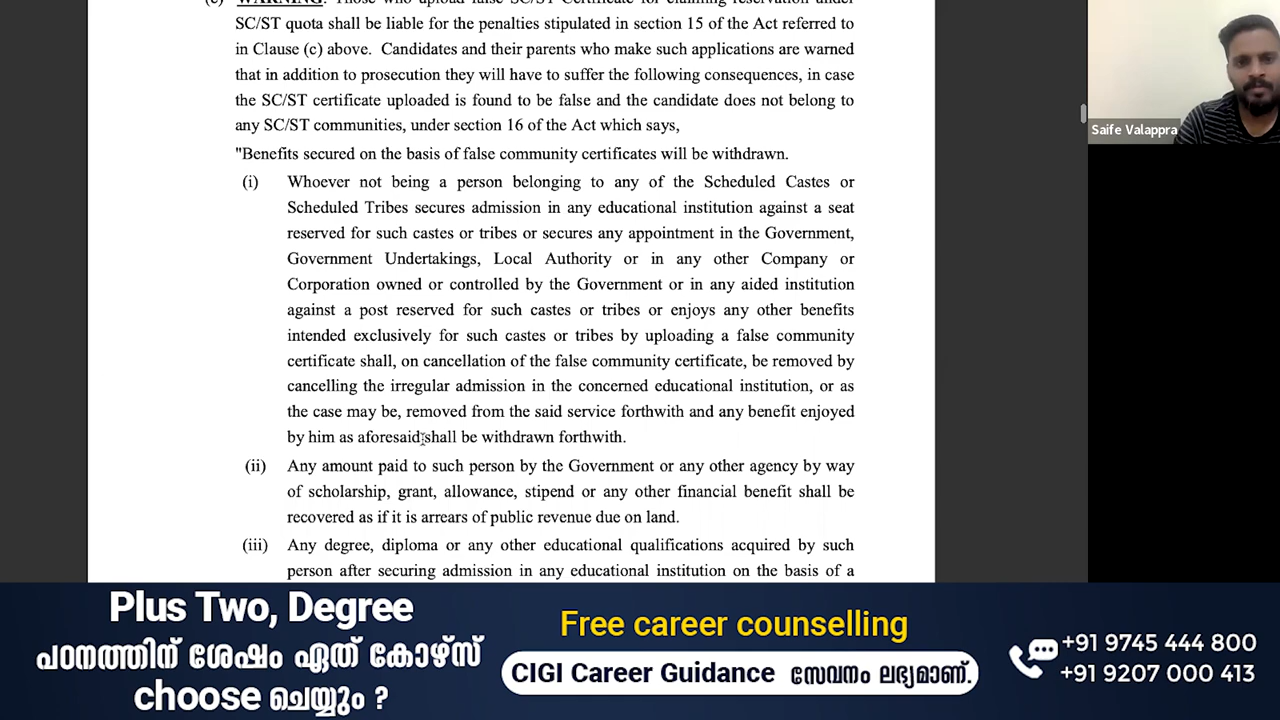 WARNING: Those who upload false SC/ST Certificate for claiming reservation under
SC/ST quota shall be liable for the penalties stipulated in section 15 of the Act referred to
in Clause (c) above. Candidates and their parents who make such applications are warned
that in addition to prosecution they will have to suffer the following consequences, in case
the SC/ST certificate uploaded is found to be false and the candidate does not belong to
any SC/ST communities, under section 16 of the Act which says,
"Benefits secured on the basis of false community certificates will be withdrawn.
(i) Whoever not being a person belonging to any of the Scheduled Castes or
Scheduled Tribes secures admission in any educational institution against a seat
reserved for such castes or tribes or secures any appointment in the Government,
Government Undertakings, Local Authority or in any other Company or
Corporation owned or controlled by the Government or in any aided institution
against a post reserved for such castes or tribes or enjoys any other benefits
intended exclusively for such castes or tribes by uploading a false community
certificate shall, on cancellation of the false community certificate, be removed by
cancelling the irregular admission in the concerned educational institution, or as
the case may be, removed from the said service forthwith and any benefit enjoyed
by him as aforesaid shall be withdrawn forthwith.
(ii) Any amount paid to such person by the Government or any other agency by way
of scholarship, grant, allowance, stipend or any other financial benefit shall be
recovered as if it is arrears of public revenue due on land.
(iii) Any degree, diploma or any other educational qualifications acquired by such
person after securing admission in any educational institution on the basis of a
Saife Valappra
Plus Two, Degree
പഠനത്തിന് ശേഷം ഏത് കോഴ്സ്
choose ചെയ്യും ?
Free career counselling
CIGI Career Guidance സേവനം ലഭ്യമാണ്.
+91 9745 444 800
+91 9207 000 413